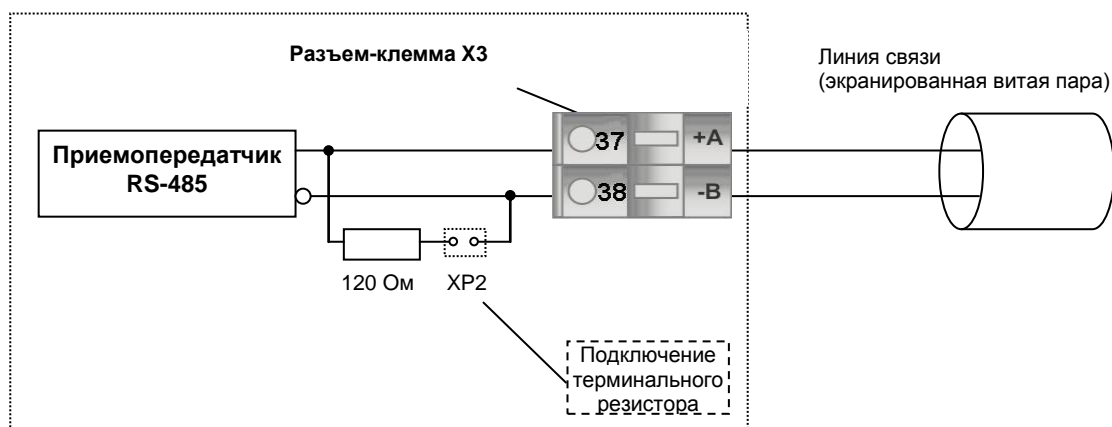 Разъем-клемма X3
Линия связи
(экранированная витая пара)
Приемопередатчик
RS-485
37
+A
38
-B
120 Ом
XP2
Подключение
терминального
резистора